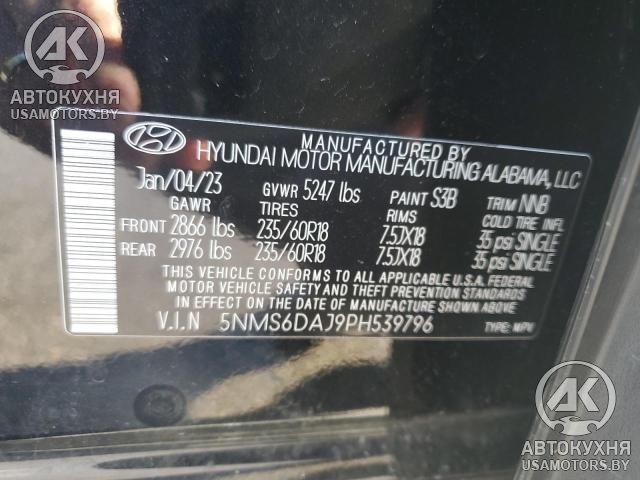 АК
АВТОКУХНЯ
USAMOTORS.BY
MANUFACTURED BY
HYUNDAI MOTOR MANUFACTURING ALABAMA, LLC
Jan/04/23 GVWR 5247 lbs PAINT S3B TRIM NNB
GAWR TIRES RIMS COLD TIRE INFL
FRONT 2866 lbs 235/60R18 7.5JX18 35 psi SINGLE
REAR 2976 lbs 235/60R18 7.5JX18 35 psi SINGLE
THIS VEHICLE CONFORMS TO ALL APPLICABLE U.S.A. FEDERAL
MOTOR VEHICLE SAFETY AND THEFT PREVENTION STANDARDS
IN EFFECT ON THE DATE OF MANUFACTURE SHOWN ABOVE.
V.I.N 5NMS6DAJ9PH539796 TYPE: MPV
АК
АВТОКУХНЯ
USAMOTORS.BY